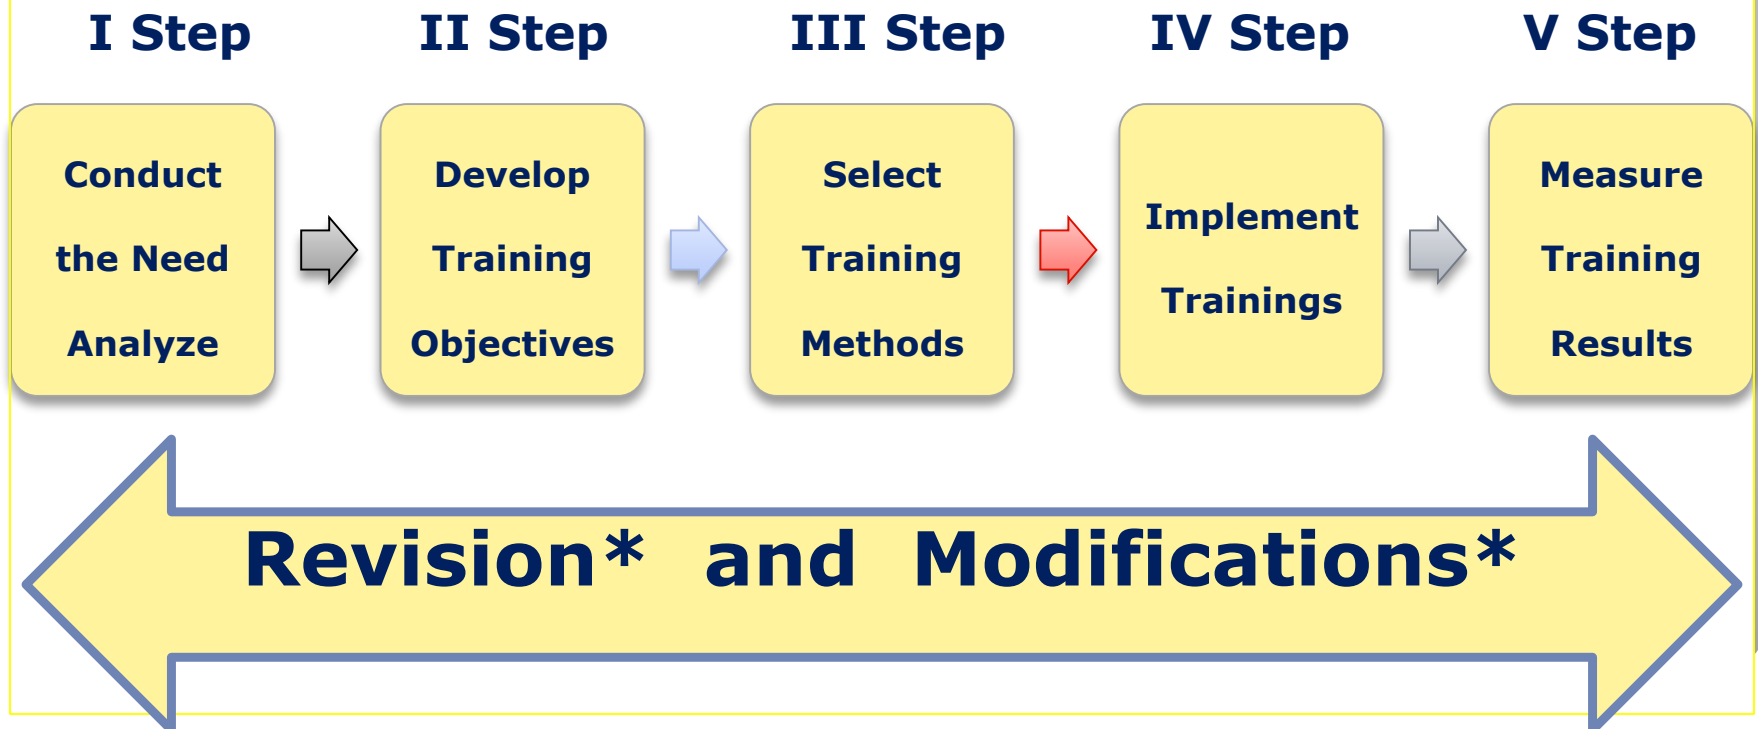 I Step
II Step
III Step
IV Step
V Step
Conduct
the Need
Analyze
Develop
Training
Objectives
Select
Training
Methods
Implement
Trainings
Measure
Training
Results
Revision* and Modifications*